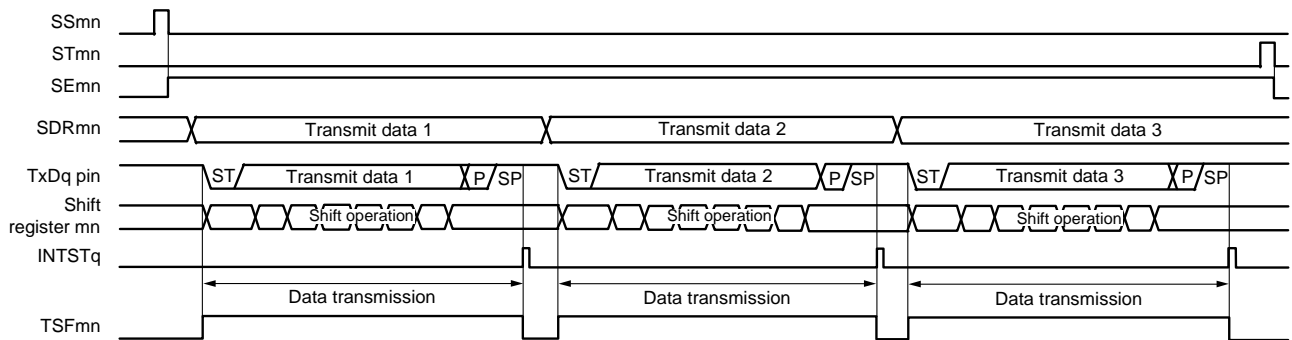 SSmn
STmn
SEmn
SDRmn Transmit data 1 Transmit data 2 Transmit data 3
TxDq pin ST Transmit data 1 P SP ST Transmit data 2 P SP ST Transmit data 3 P SP
Shift
register mn Shift operation Shift operation Shift operation
INTSTq
Data transmission Data transmission Data transmission
TSFmn